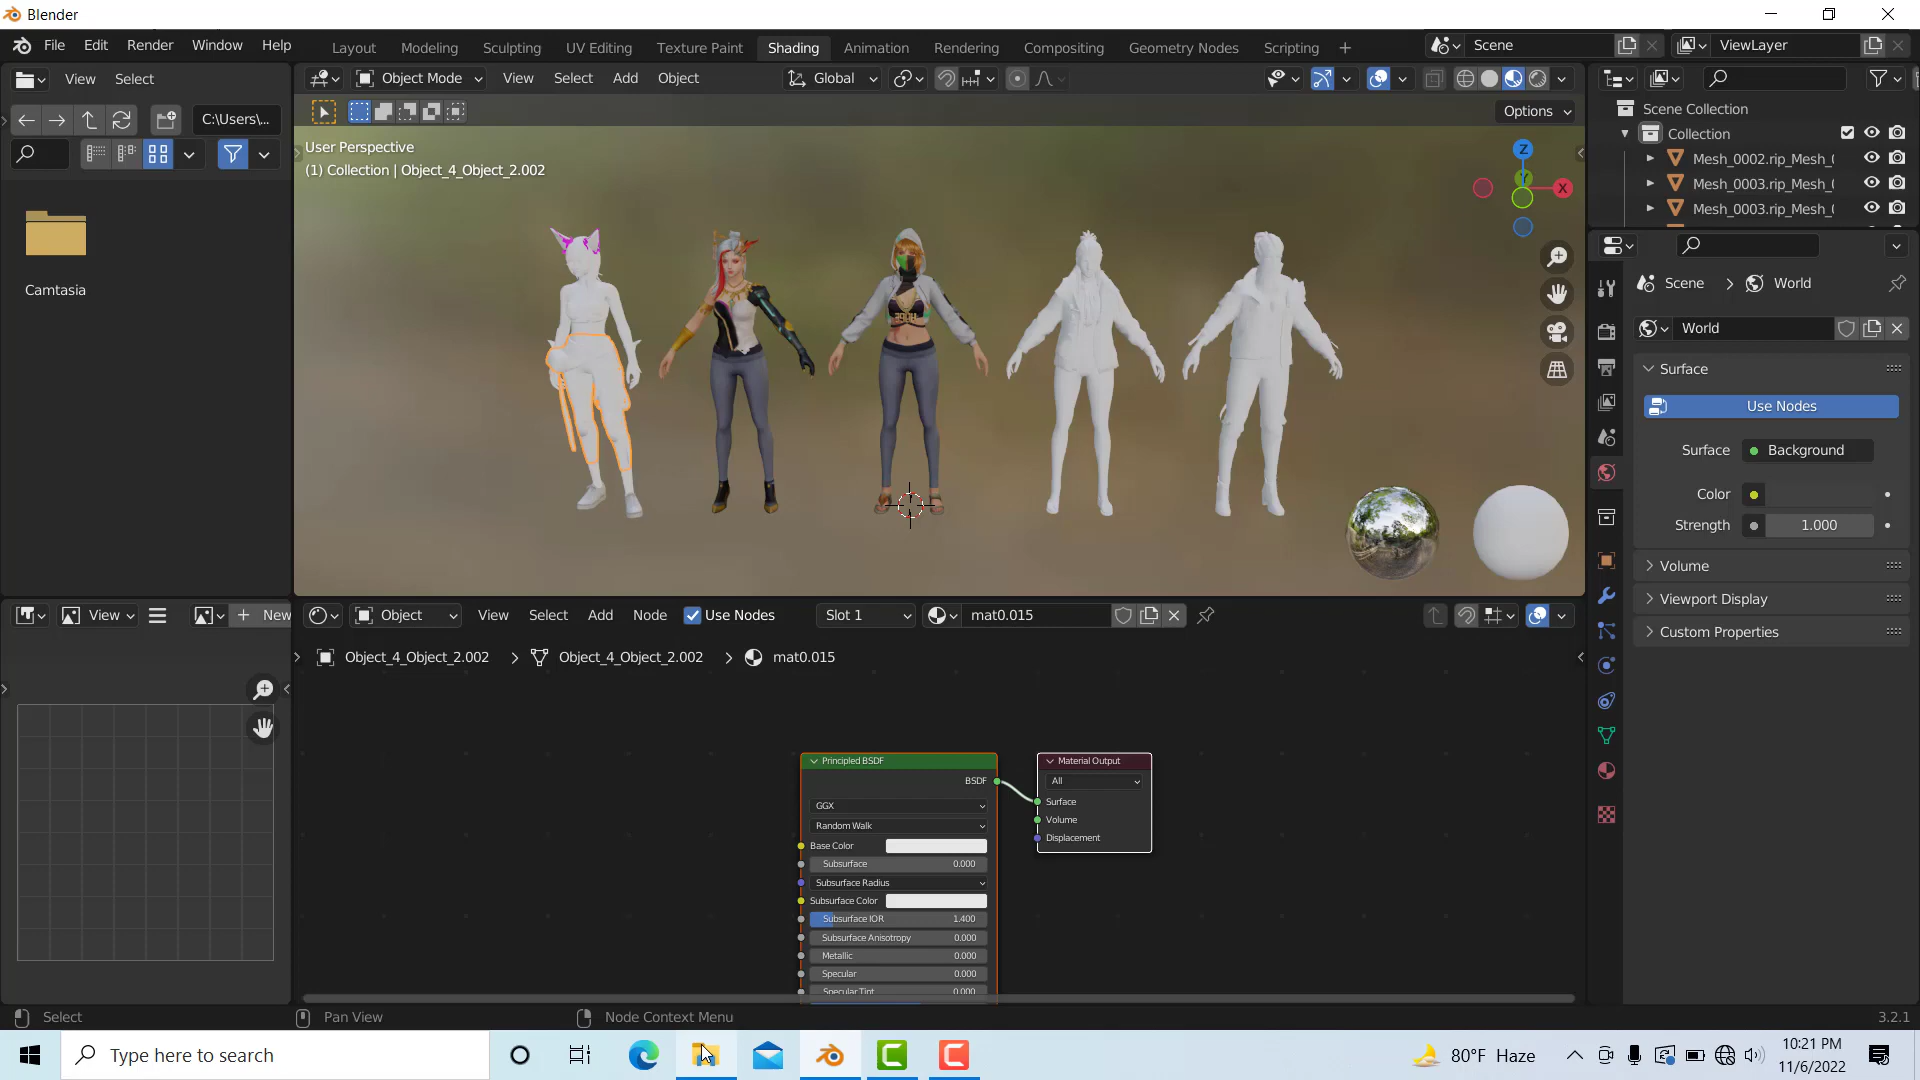 Blender
File Edit Render Window Help
Layout Modeling Sculpting UV Editing Texture Paint Shading Animation Rendering Compositing Geometry Nodes Scripting
Scene
ViewLayer
View Select
Object Mode View Select Add Object
Global
Options
C:\Users\...
Camtasia
User Perspective
(1) Collection | Object_4_Object_2.002
Z
X
Scene Collection
Collection
Mesh_0002.rip_Mesh_
Mesh_0003.rip_Mesh_
Mesh_0003.rip_Mesh_
Scene > World
World
Surface
Use Nodes
Surface Background
Color
Strength 1.000
Volume
Viewport Display
Custom Properties
View
New
Object View Select Add Node Use Nodes Slot 1 mat0.015
Object_4_Object_2.002 > Object_4_Object_2.002 > mat0.015
Principled BSDF
BSDF
GGX
Random Walk
Base Color
Subsurface 0.000
Subsurface Radius
Subsurface Color
Subsurface IOR 1.400
Subsurface Anisotropy 0.000
Metallic 0.000
Specular 0.000
Specular Tint 0.000
Material Output
All
Surface
Volume
Displacement
Select
Pan View
Node Context Menu
3.2.1
Type here to search
80°F Haze
10:21 PM
11/6/2022